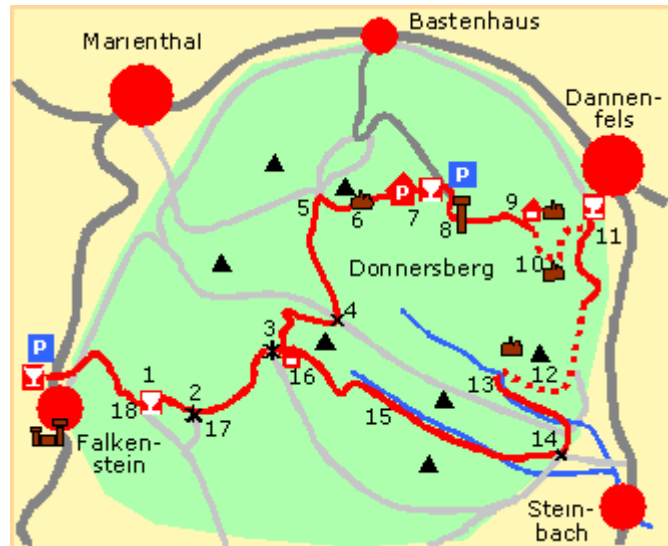 Bastenhaus
Marienthal
Dannen-
fels
P
P
9
5
6
7
8
11
10
Donnersberg
P
4
3
1
2
16
12
13
18
17
15
14
Falken-
stein
Stein-
bach